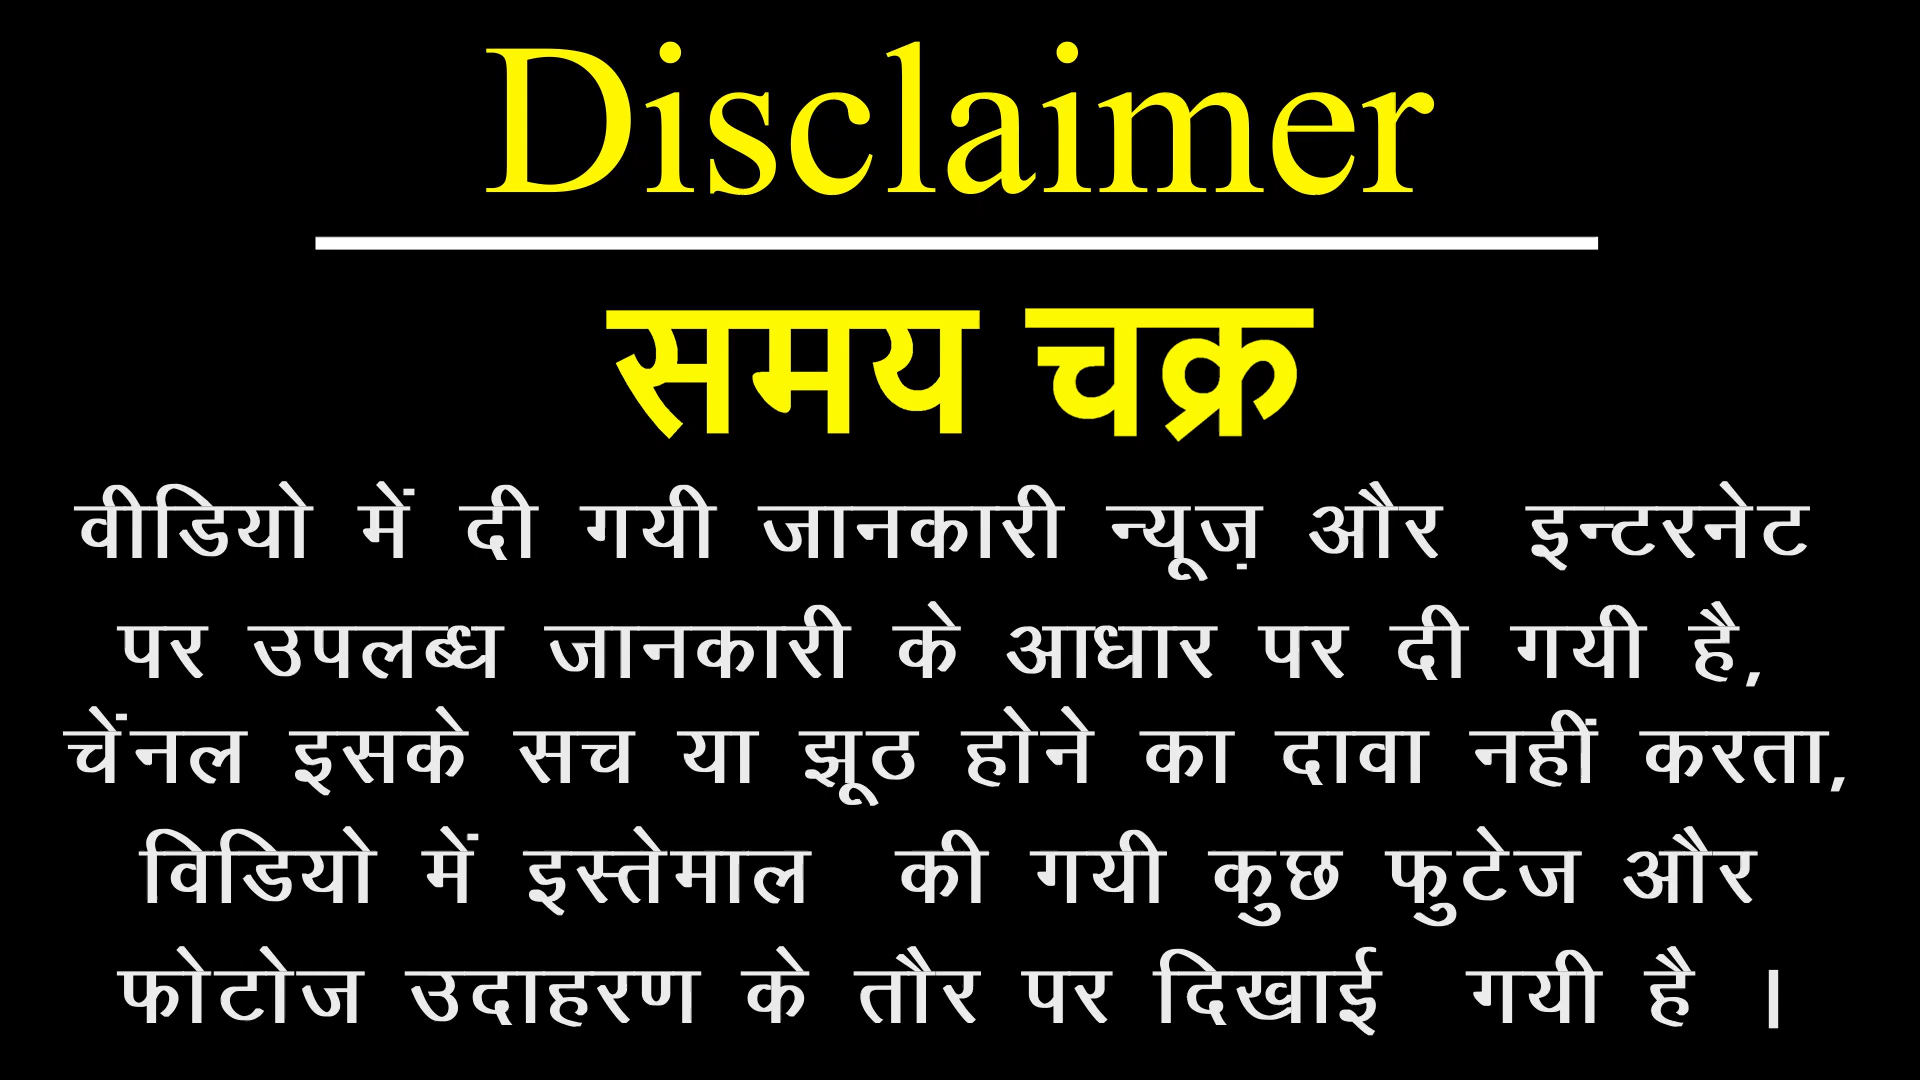 Disclaimer
समय चक्र
वीडियो में दी गयी जानकारी न्यूज़ और इन्टरनेट
पर उपलब्ध जानकारी के आधार पर दी गयी है,
चेंनल इसके सच या झूठ होने का दावा नहीं करता,
विडियो में इस्तेमाल की गयी कुछ फुटेज और
फोटोज उदाहरण के तौर पर दिखाई गयी है ।